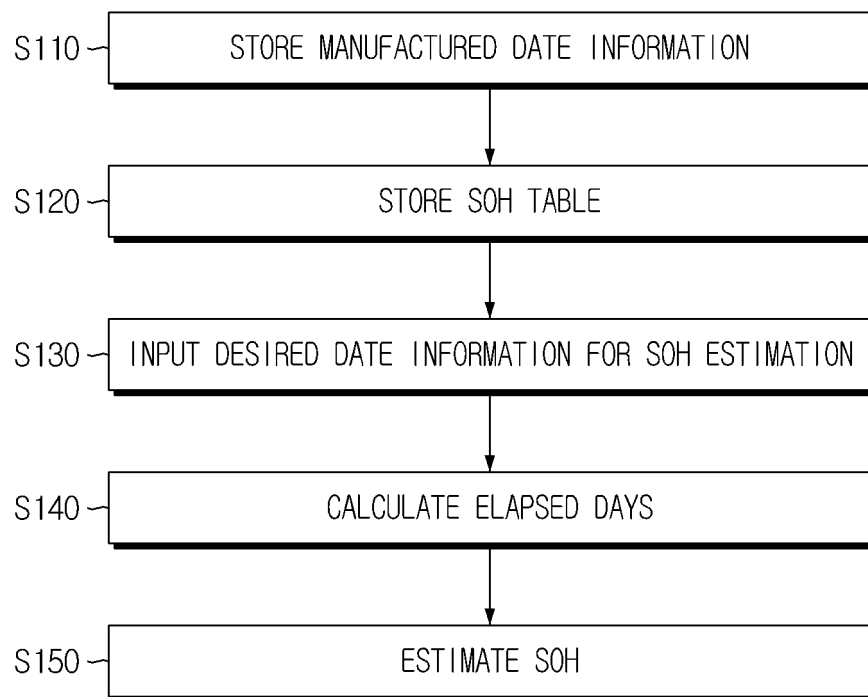 S110 STORE MANUFACTURED DATE INFORMATION
S120 STORE SOH TABLE
S130 INPUT DESIRED DATE INFORMATION FOR SOH ESTIMATION
S140 CALCULATE ELAPSED DAYS
S150 ESTIMATE SOH